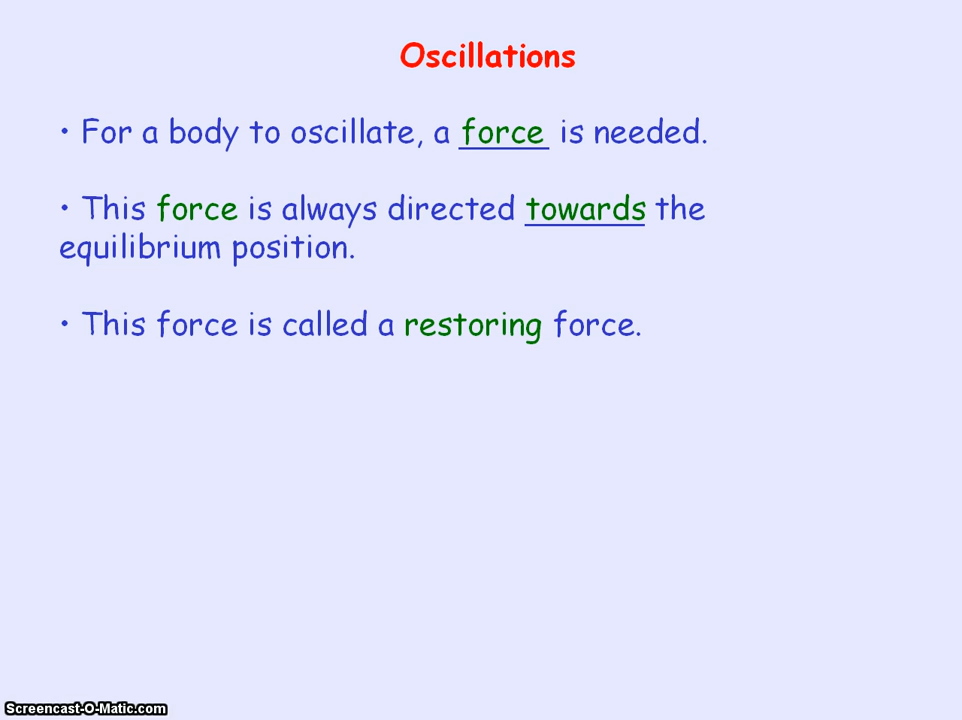 Oscillations
• For a body to oscillate, a force is needed.
• This force is always directed towards the
equilibrium position.
• This force is called a restoring force.
Screencast-O-Matic.com